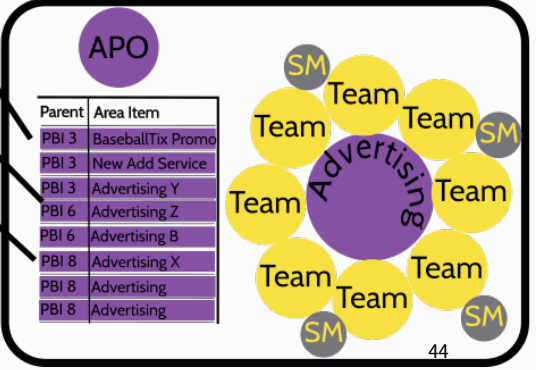 APO
Parent Area Item
PBI 3 BaseballTix Promo
PBI 3 New Add Service
PBI 3 Advertising Y
PBI 6 Advertising Z
PBI 6 Advertising B
PBI 8 Advertising X
PBI 8 Advertising
PBI 8 Advertising
SM
Team
Team
Team
SM
Advertising
Team
Team
Team
Team
Team
SM
SM
44